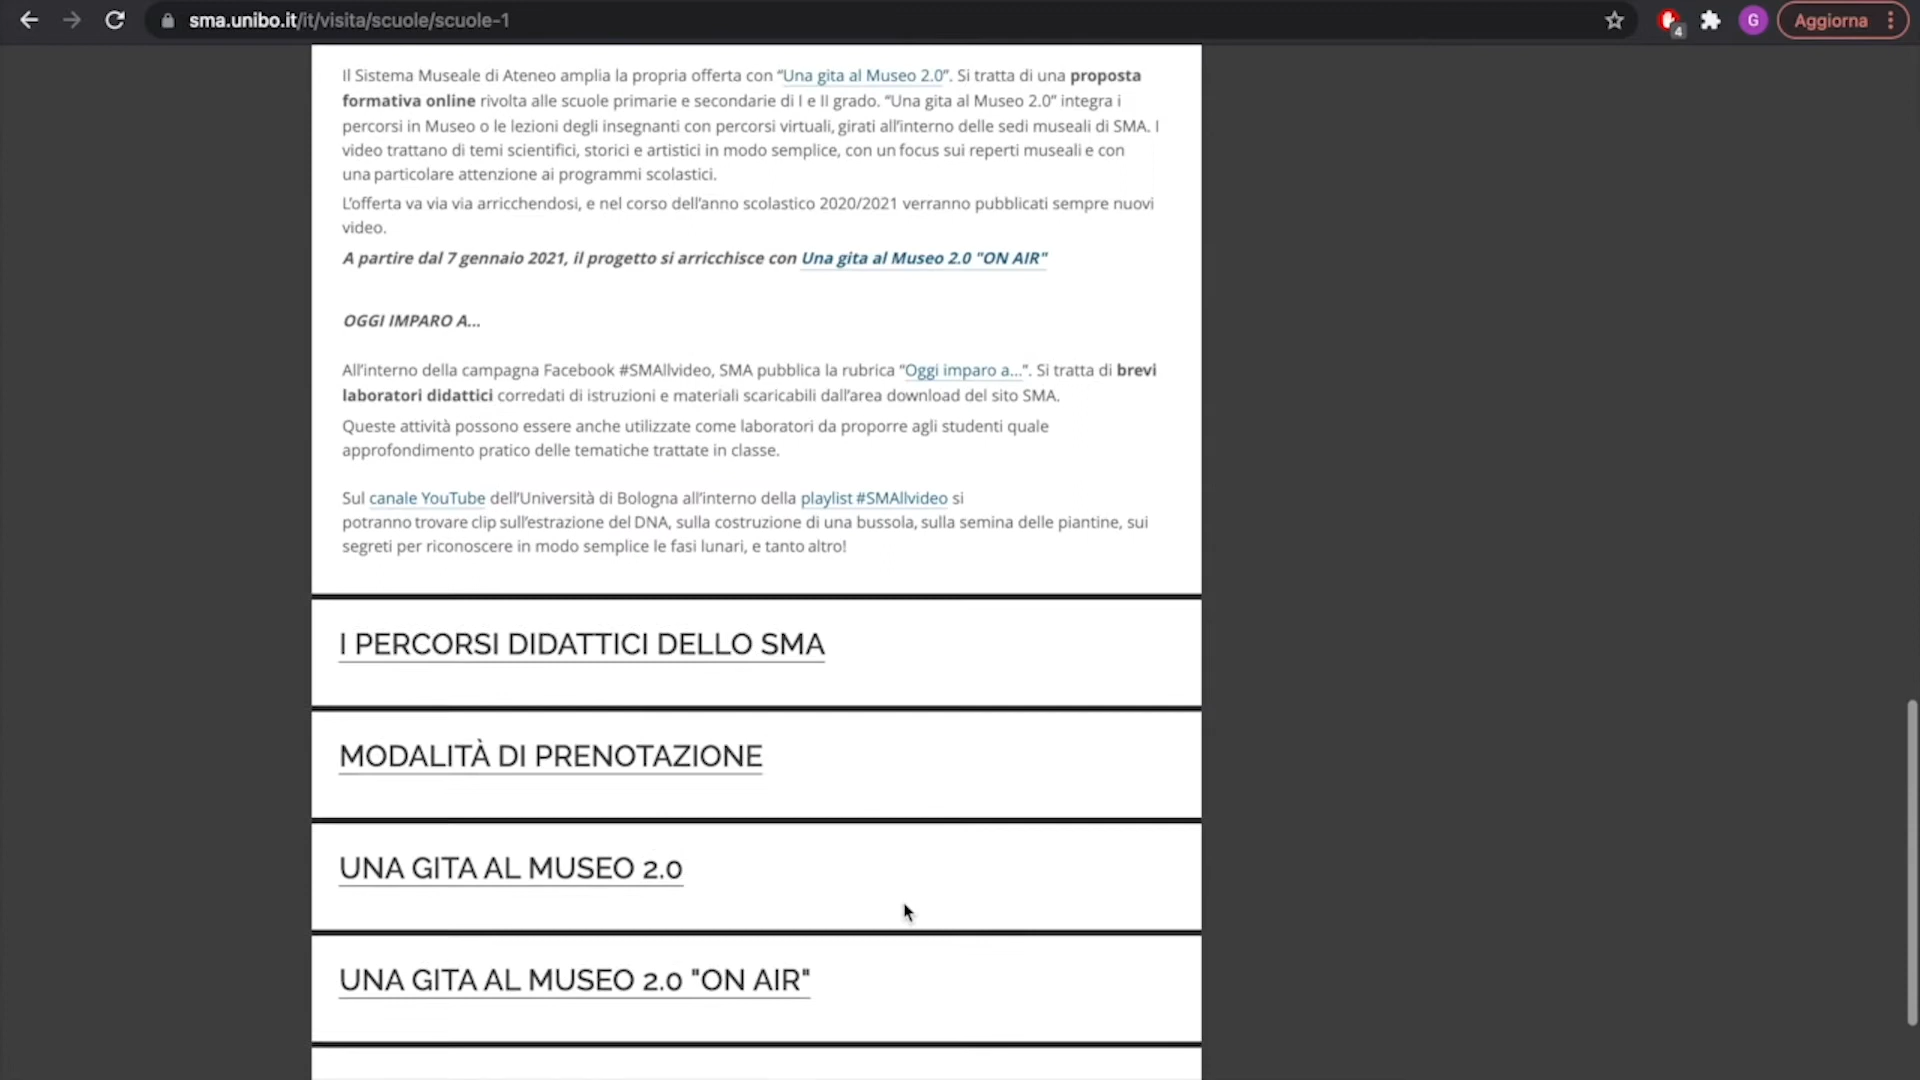 sma.unibo.it/it/visita/scuole/scuole-1
4
G
Aggiorna
Il Sistema Museale di Ateneo amplia la propria offerta con “Una gita al Museo 2.0”. Si tratta di una proposta
formativa online rivolta alle scuole primarie e secondarie di I e II grado. “Una gita al Museo 2.0” integra i
percorsi in Museo o le lezioni degli insegnanti con percorsi virtuali, girati all’interno delle sedi museali di SMA. I
video trattano di temi scientifici, storici e artistici in modo semplice, con un focus sui reperti museali e con
una particolare attenzione ai programmi scolastici.
L’offerta va via via arricchendosi, e nel corso dell’anno scolastico 2020/2021 verranno pubblicati sempre nuovi
video.
A partire dal 7 gennaio 2021, il progetto si arricchisce con Una gita al Museo 2.0 "ON AIR"
OGGI IMPARO A...
All’interno della campagna Facebook #SMAllvideo, SMA pubblica la rubrica “Oggi imparo a...”. Si tratta di brevi
laboratori didattici corredati di istruzioni e materiali scaricabili dall’area download del sito SMA.
Queste attività possono essere anche utilizzate come laboratori da proporre agli studenti quale
approfondimento pratico delle tematiche trattate in classe.
Sul canale YouTube dell’Università di Bologna all’interno della playlist #SMAllvideo si
potranno trovare clip sull’estrazione del DNA, sulla costruzione di una bussola, sulla semina delle piantine, sui
segreti per riconoscere in modo semplice le fasi lunari, e tanto altro!
I PERCORSI DIDATTICI DELLO SMA
MODALITÀ DI PRENOTAZIONE
UNA GITA AL MUSEO 2.0
UNA GITA AL MUSEO 2.0 "ON AIR"